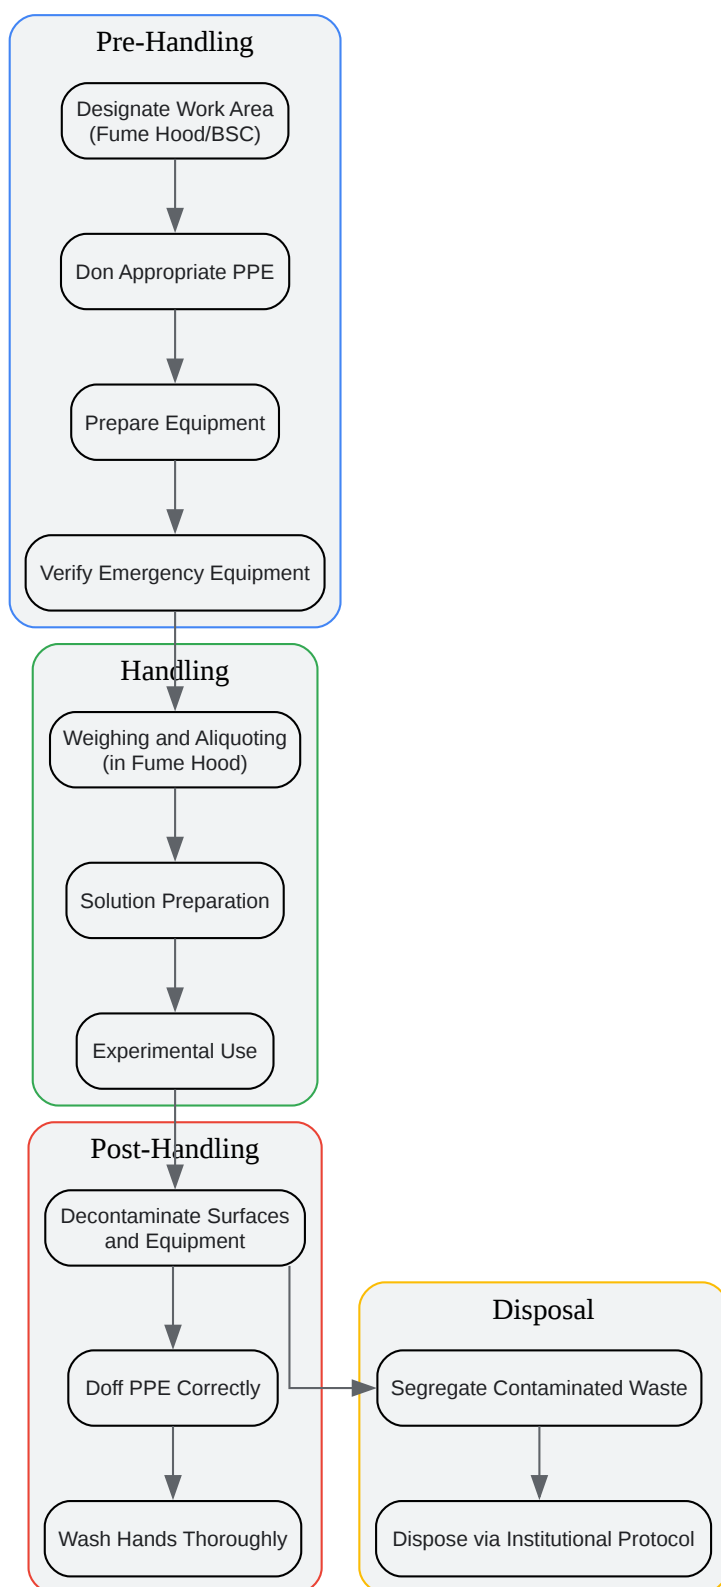 Pre-Handling
Designate Work Area
(Fume Hood/BSC)
Don Appropriate PPE
Prepare Equipment
Verify Emergency Equipment
Handling
Weighing and Aliquoting
(in Fume Hood)
Solution Preparation
Experimental Use
Post-Handling
Decontaminate Surfaces
and Equipment
Doff PPE Correctly
Wash Hands Thoroughly
Disposal
Segregate Contaminated Waste
Dispose via Institutional Protocol